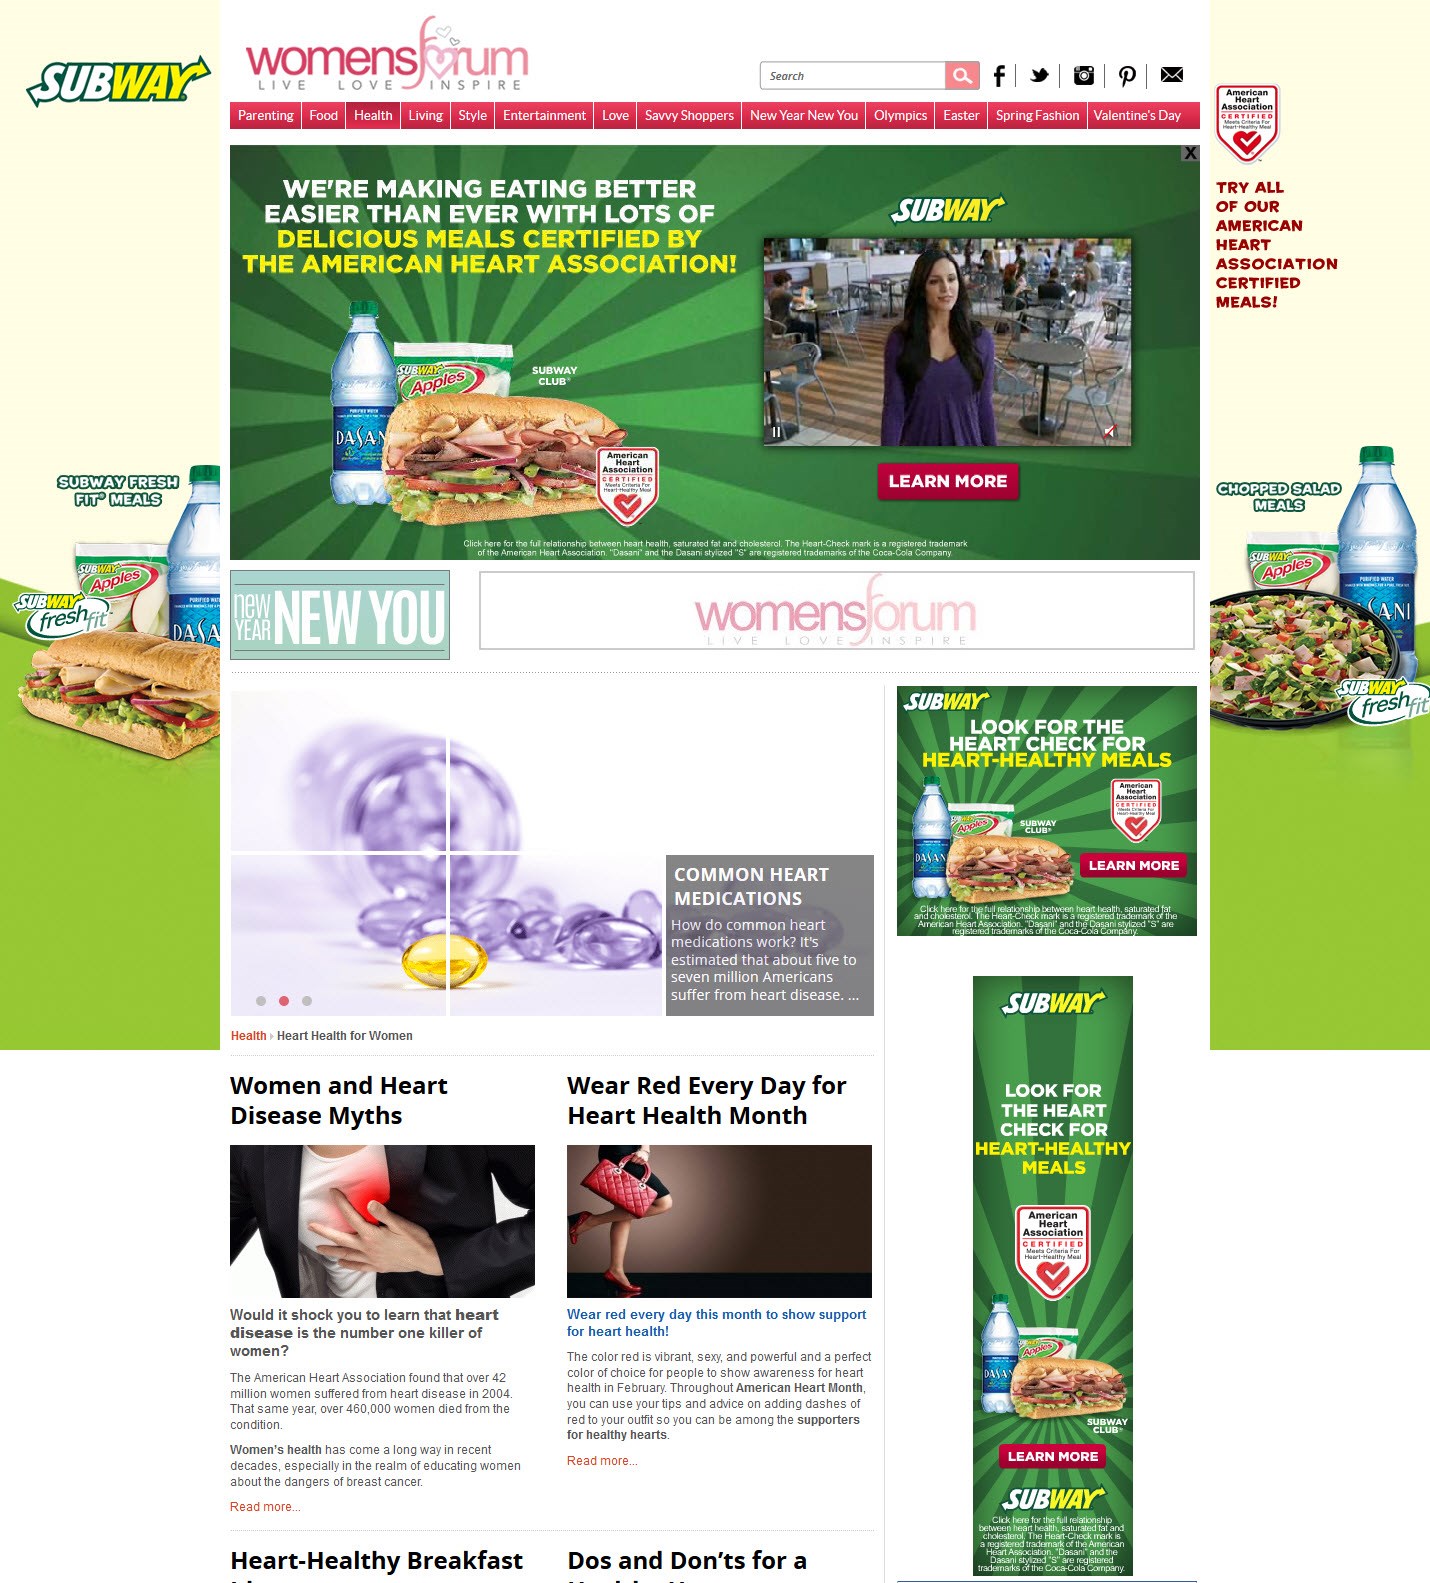 SUBWAY
womensforum
LIVE LOVE INSPIRE
Search
Parenting Food Health Living Style Entertainment Love Savvy Shoppers New Year New You Olympics Easter Spring Fashion Valentine's Day
American
Heart
Association
CERTIFIED
Meets Criteria For
Heart-Healthy Meal
TRY ALL
OF OUR
AMERICAN
HEART
ASSOCIATION
CERTIFIED
MEALS!
X
WE'RE MAKING EATING BETTER
EASIER THAN EVER WITH LOTS OF
DELICIOUS MEALS CERTIFIED BY
THE AMERICAN HEART ASSOCIATION!
SUBWAY
SUBWAY
Apples
SUBWAY
CLUB®
PURIFIED WATER
DASANI
American
Heart
Association
CERTIFIED
Meets Criteria For
Heart-Healthy Meal
LEARN MORE
Click here for the full relationship between heart health, saturated fat and cholesterol. The Heart-Check mark is a registered trademark
of the American Heart Association. "Dasani" and the Dasani stylized "S" are registered trademarks of the Coca-Cola Company.
SUBWAY FRESH
FIT® MEALS
SUBWAY
Apples
PURIFIED WATER
DASA
SUBWAY
fresh fit
CHOPPED SALAD
MEALS
SUBWAY
Apples
PURIFIED WATER
SANI
SUBWAY
fresh fit
new
YEAR
NEW YOU
womensforum
LIVE LOVE INSPIRE
COMMON HEART
MEDICATIONS
How do common heart
medications work? It's
estimated that about five to
seven million Americans
suffer from heart disease. ...
SUBWAY
LOOK FOR THE
HEART CHECK FOR
HEART-HEALTHY MEALS
American
Heart
Association
CERTIFIED
Meets Criteria For
Heart-Healthy Meal
Apples
SUBWAY
CLUB®
DASANI
LEARN MORE
Click here for the full relationship between heart health, saturated fat
and cholesterol. The Heart-Check mark is a registered trademark of the
American Heart Association. "Dasani" and the Dasani stylized "S" are
registered trademarks of the Coca-Cola Company.
Health Heart Health for Women
Women and Heart
Disease Myths
Would it shock you to learn that heart
disease is the number one killer of
women?
The American Heart Association found that over 42
million women suffered from heart disease in 2004.
That same year, over 460,000 women died from the
condition.
Women's health has come a long way in recent
decades, especially in the realm of educating women
about the dangers of breast cancer.
Read more...
Wear Red Every Day for
Heart Health Month
Wear red every day this month to show support
for heart health!
The color red is vibrant, sexy, and powerful and a perfect
color of choice for people to show awareness for heart
health in February. Throughout American Heart Month,
you can use your tips and advice on adding dashes of
red to your outfit so you can be among the supporters
for healthy hearts.
Read more...
SUBWAY
LOOK FOR
THE HEART
CHECK FOR
HEART-HEALTHY
MEALS
American
Heart
Association
CERTIFIED
Meets Criteria For
Heart-Healthy Meal
Apples
DASANI
SUBWAY
CLUB®
LEARN MORE
SUBWAY
Click here for the full relationship
between heart health, saturated fat and
cholesterol. The Heart-Check mark is
a registered trademark of the American
Heart Association. "Dasani" and the
Dasani stylized "S" are registered
trademarks of the Coca-Cola Company.
Heart-Healthy Breakfast
Dos and Don'ts for a